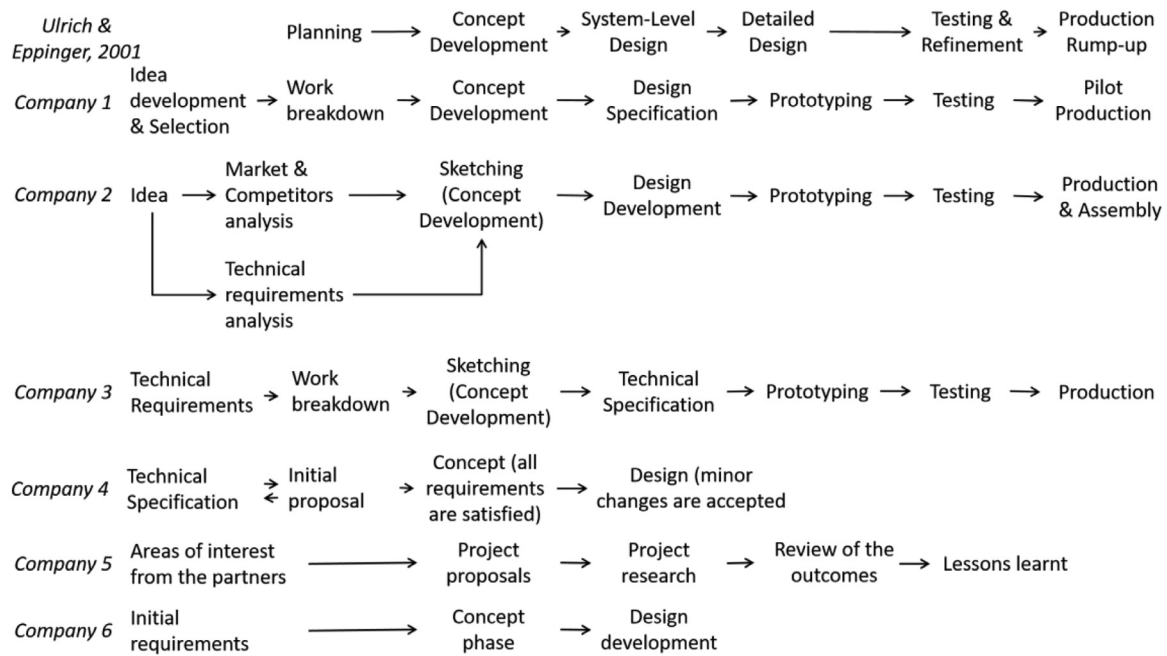 Ulrich &
Eppinger, 2001
Planning
Concept
Development
System-Level
Design
Detailed
Design
Testing &
Refinement
Production
Rump-up
Company 1
Idea
development
& Selection
Work
breakdown
Concept
Development
Design
Specification
Prototyping
Testing
Pilot
Production
Company 2
Idea
Market &
Competitors
analysis
Technical
requirements
analysis
Sketching
(Concept
Development)
Design
Development
Prototyping
Testing
Production
& Assembly
Company 3
Technical
Requirements
Work
breakdown
Sketching
(Concept
Development)
Technical
Specification
Prototyping
Testing
Production
Company 4
Technical
Specification
Initial
proposal
Concept (all
requirements
are satisfied)
Design (minor
changes are accepted
Company 5
Areas of interest
from the partners
Project
proposals
Project
research
Review of the
outcomes
Lessons learnt
Company 6
Initial
requirements
Concept
phase
Design
development